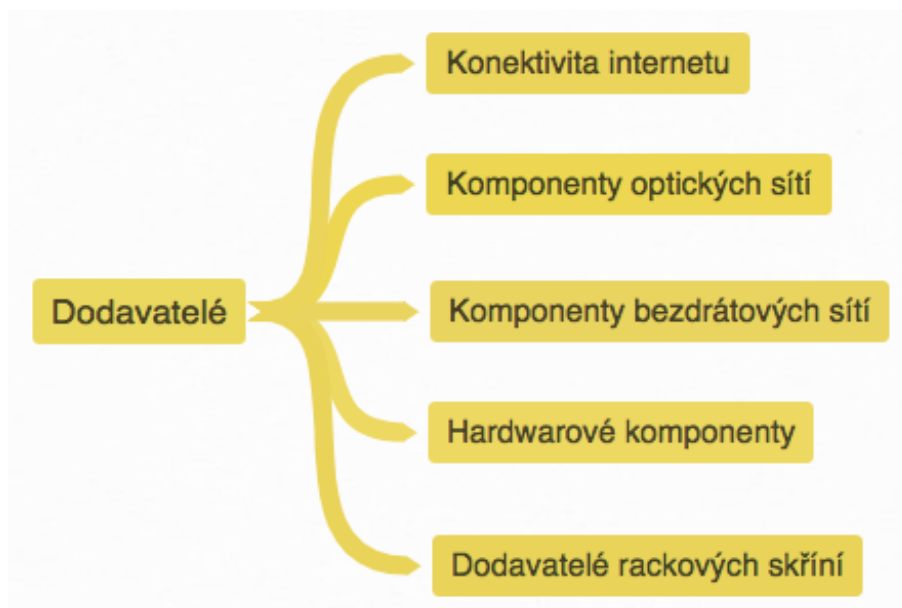 Konektivita internetu
Komponenty optických sítí
Dodavatelé
Komponenty bezdrátových sítí
Hardwarové komponenty
Dodavatelé rackových skříní